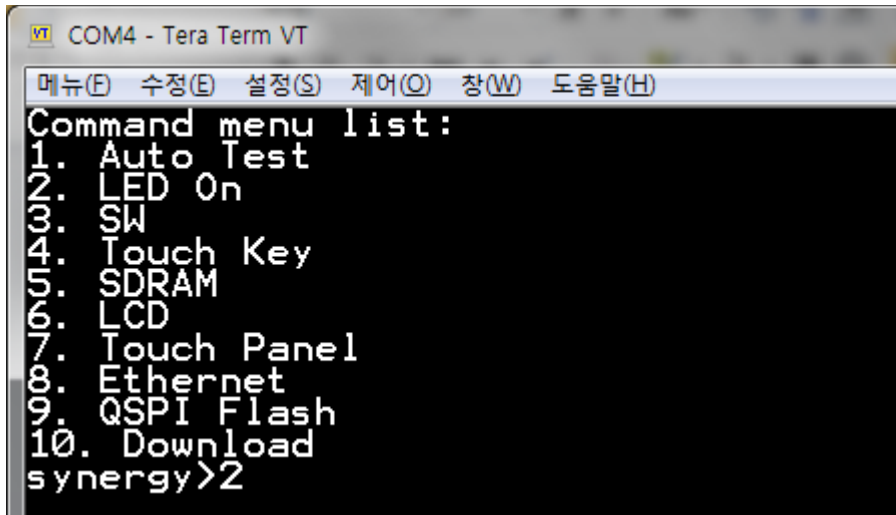 VT COM4 - Tera Term VT
메뉴(F) 수정(E) 설정(S) 제어(O) 창(W) 도움말(H)
Command menu list:
1. Auto Test
2. LED On
3. SW
4. Touch Key
5. SDRAM
6. LCD
7. Touch Panel
8. Ethernet
9. QSPI Flash
10. Download
synergy>2